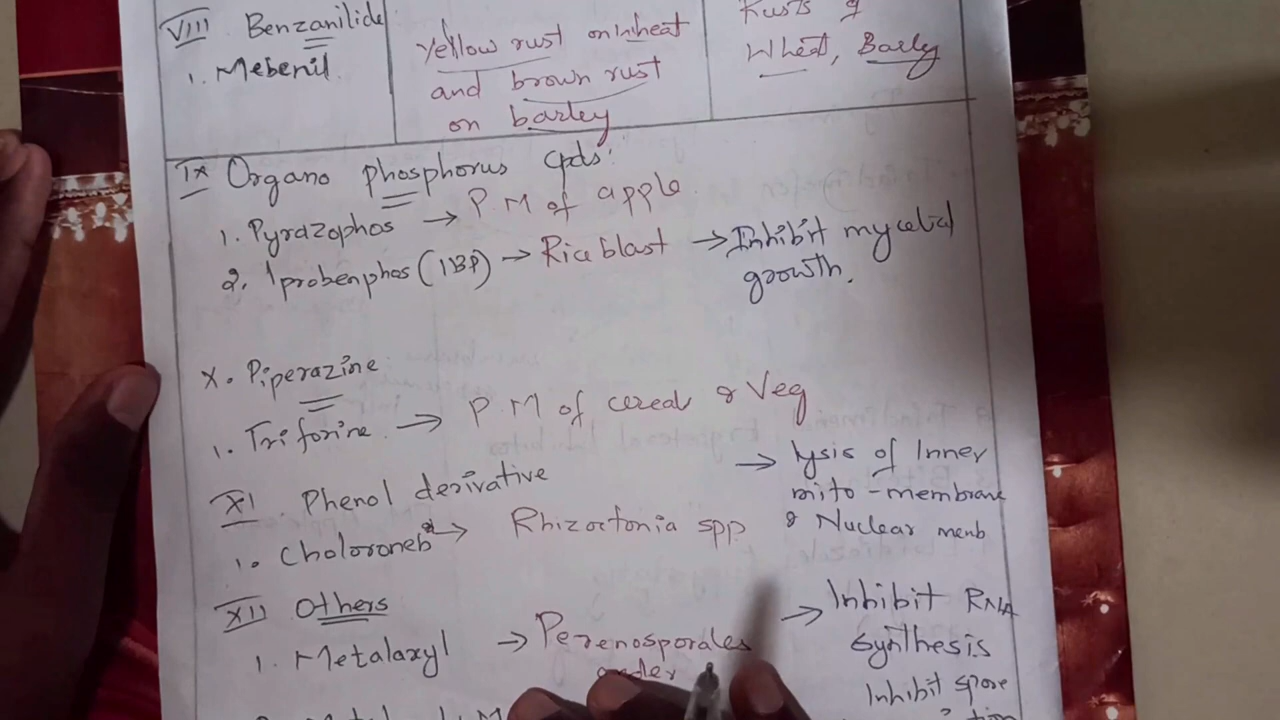 VIII Benzanilide
1. Mebenil
Yellow rust on wheat
and brown rust
on barley
Rusts of
Wheat, Barly
IX Organo phosphorus Cpds:
1. Pyrazophos → P.M of apple
2. Iprobenphos (IBP) → Rice blast → Inhibit mycelial
growth.
X. Piperazine
1. Triforine → P.M of cereal & Veg
XI. Phenol derivative
1. Choloroneb → Rhizoctonia spp → lysis of Inner
mito-membrane
& Nuclear memb
XII Others
1. Metalaxyl → Perenosporales
order
→ Inhibit RNA
synthesis
Inhibit spore